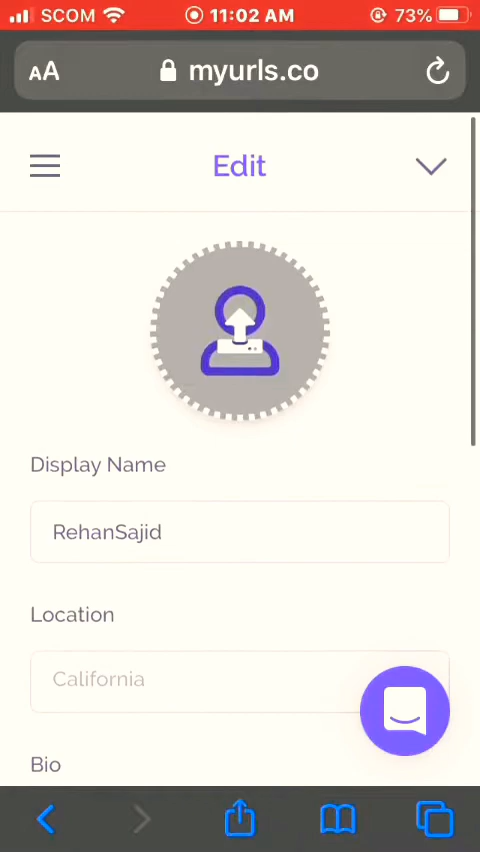 SCOM 11:02 AM 73%
AA myurls.co
Edit
Display Name
RehanSajid
Location
California
Bio